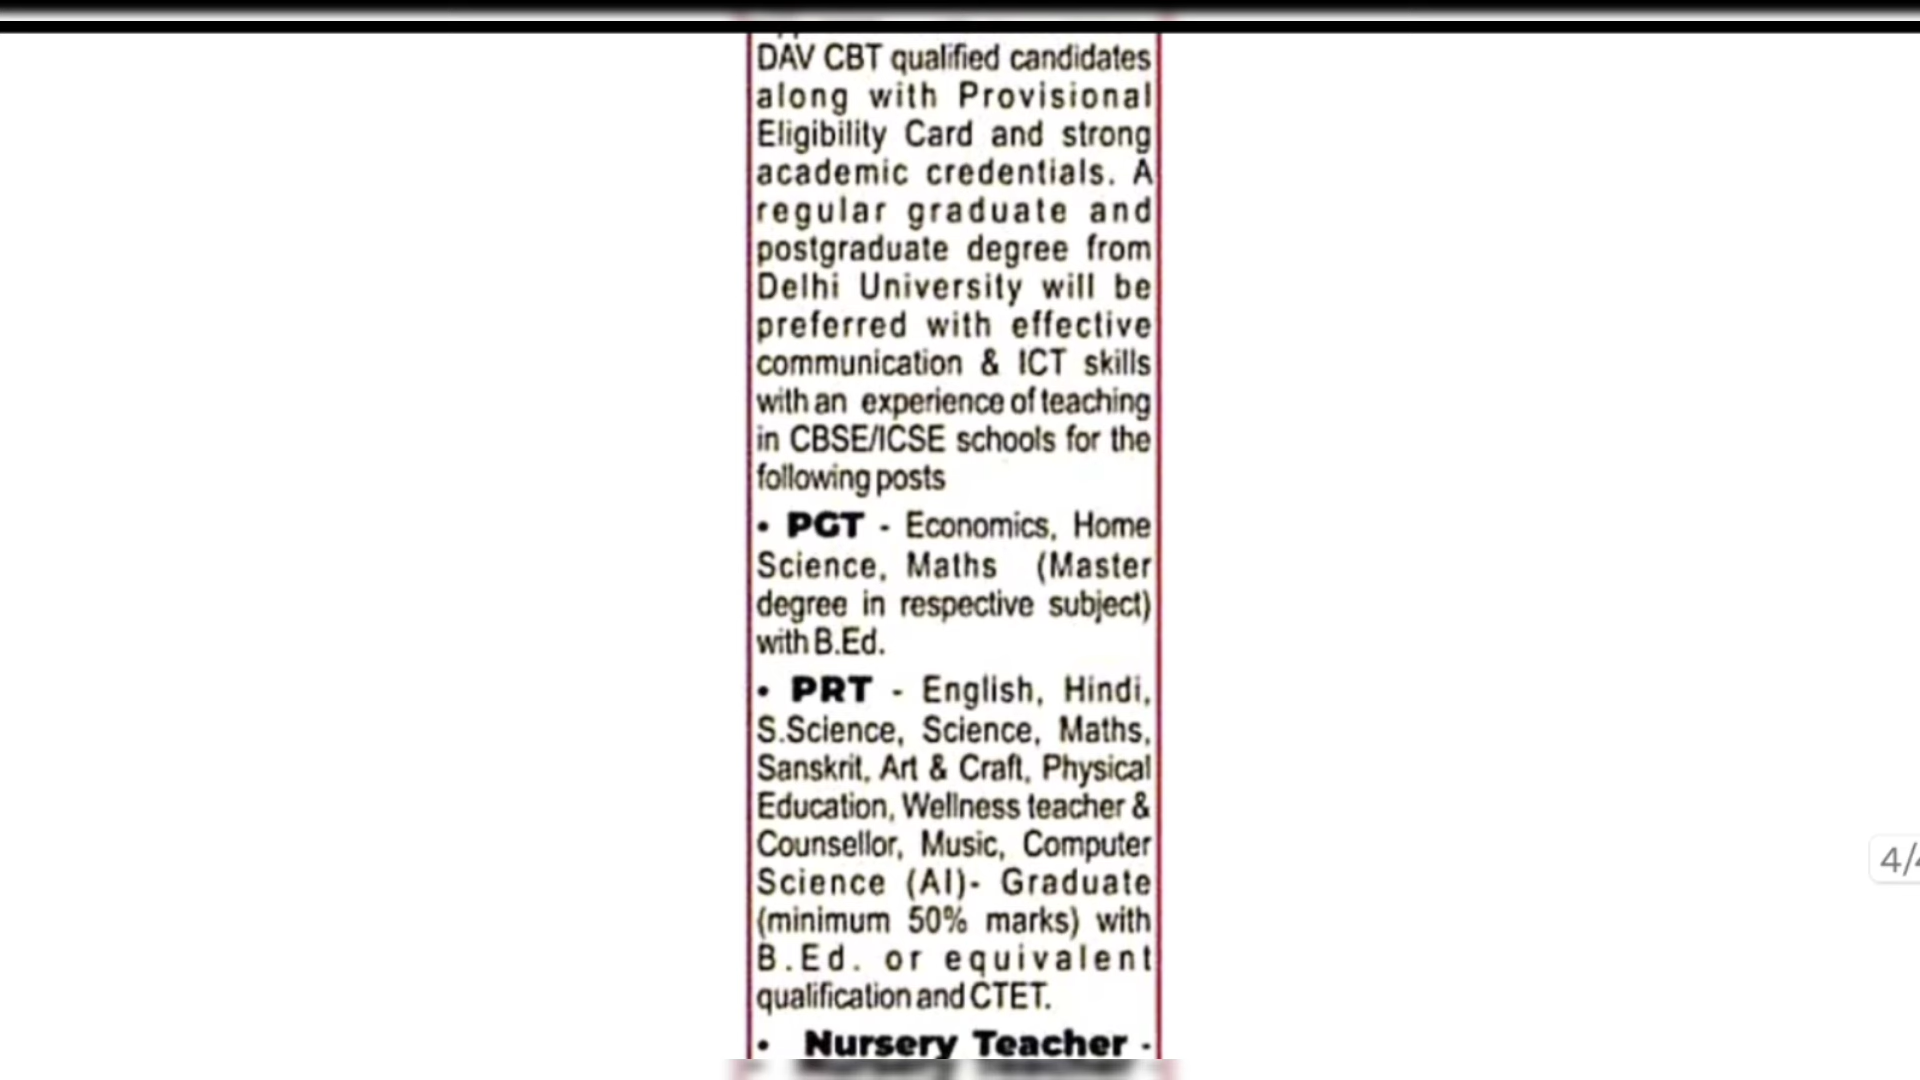 DAV CBT qualified candidates
along with Provisional
Eligibility Card and strong
academic credentials. A
regular graduate and
postgraduate degree from
Delhi University will be
preferred with effective
communication & ICT skills
with an experience of teaching
in CBSE/ICSE schools for the
following posts
• PGT - Economics, Home
Science, Maths (Master
degree in respective subject)
with B.Ed.
• PRT - English, Hindi,
S.Science, Science, Maths,
Sanskrit, Art & Craft, Physical
Education, Wellness teacher &
Counsellor, Music, Computer
Science (AI)- Graduate
(minimum 50% marks) with
B.Ed. or equivalent
qualification and CTET.
• Nursery Teacher -
4/4